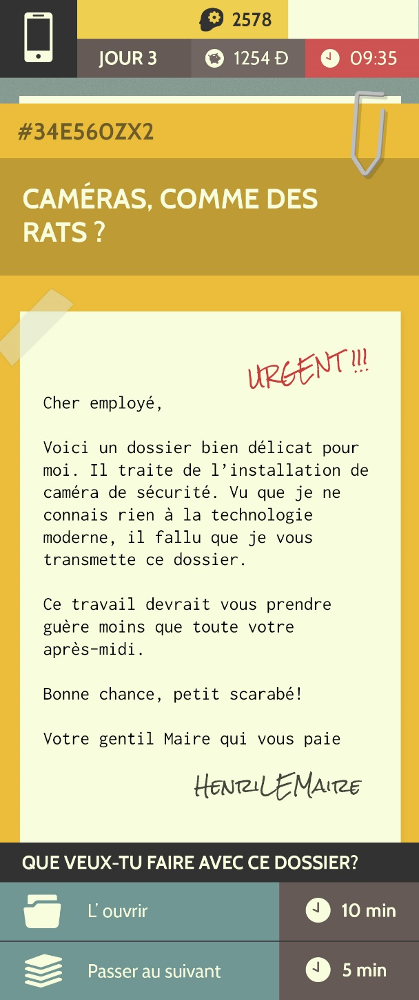 2578
JOUR 3
1254 Đ
09:35
#34E56OZX2
CAMÉRAS, COMME DES
RATS ?
URGENT !!!
Cher employé,
Voici un dossier bien délicat pour
moi. Il traite de l'installation de
caméra de sécurité. Vu que je ne
connais rien à la technologie
moderne, il fallu que je vous
transmette ce dossier.
Ce travail devrait vous prendre
guère moins que toute votre
après-midi.
Bonne chance, petit scarabé!
Votre gentil Maire qui vous paie
HENRILEMAIRE
QUE VEUX-TU FAIRE AVEC CE DOSSIER?
L' ouvrir
10 min
Passer au suivant
5 min